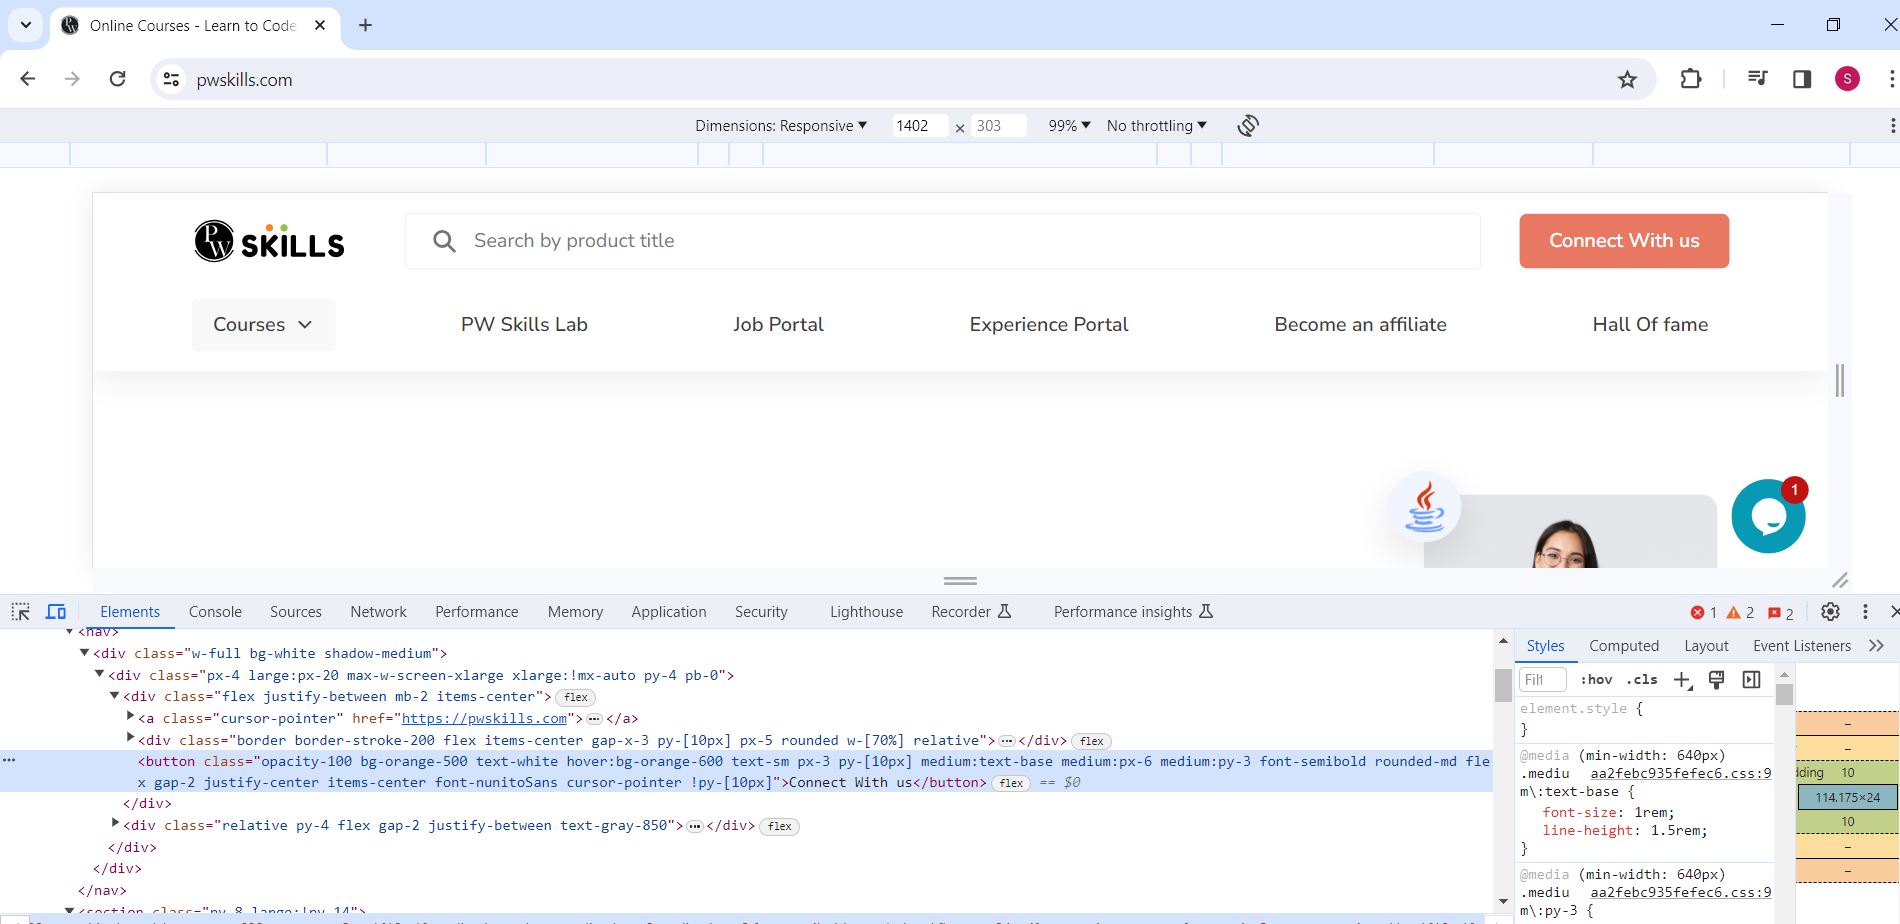 Online Courses - Learn to Code
pwskills.com
S
Dimensions: Responsive 1402 × 303 99% No throttling
PW SKILLS Search by product title Connect With us
Courses PW Skills Lab Job Portal Experience Portal Become an affiliate Hall Of fame
1
Elements Console Sources Network Performance Memory Application Security Lighthouse Recorder Performance insights 1 2 2
<nav>
<div class="w-full bg-white shadow-medium">
<div class="px-4 large:px-20 max-w-screen-xlarge xlarge:!mx-auto py-4 pb-0">
<div class="flex justify-between mb-2 items-center"> flex
<a class="cursor-pointer" href="https://pwskills.com">…</a>
<div class="border border-stroke-200 flex items-center gap-x-3 py-[10px] px-5 rounded w-[70%] relative">…</div> flex
… <button class="opacity-100 bg-orange-500 text-white hover:bg-orange-600 text-sm px-3 py-[10px] medium:text-base medium:px-6 medium:py-3 font-semibold rounded-md fle
x gap-2 justify-center items-center font-nunitoSans cursor-pointer !py-[10px]">Connect With us</button> flex == $0
</div>
<div class="relative py-4 flex gap-2 justify-between text-gray-850">…</div> flex
</div>
</div>
</nav>
<section class="py-8 large:!py-14">
Styles Computed Layout Event Listeners
Filt :hov .cls
element.style {
}
@media (min-width: 640px)
.mediu aa2febc935fefec6.css:9
m\:text-base {
font-size: 1rem;
line-height: 1.5rem;
}
@media (min-width: 640px)
.mediu aa2febc935fefec6.css:9
m\:py-3 {
–
–
dding 10
114.175×24
10
–
–